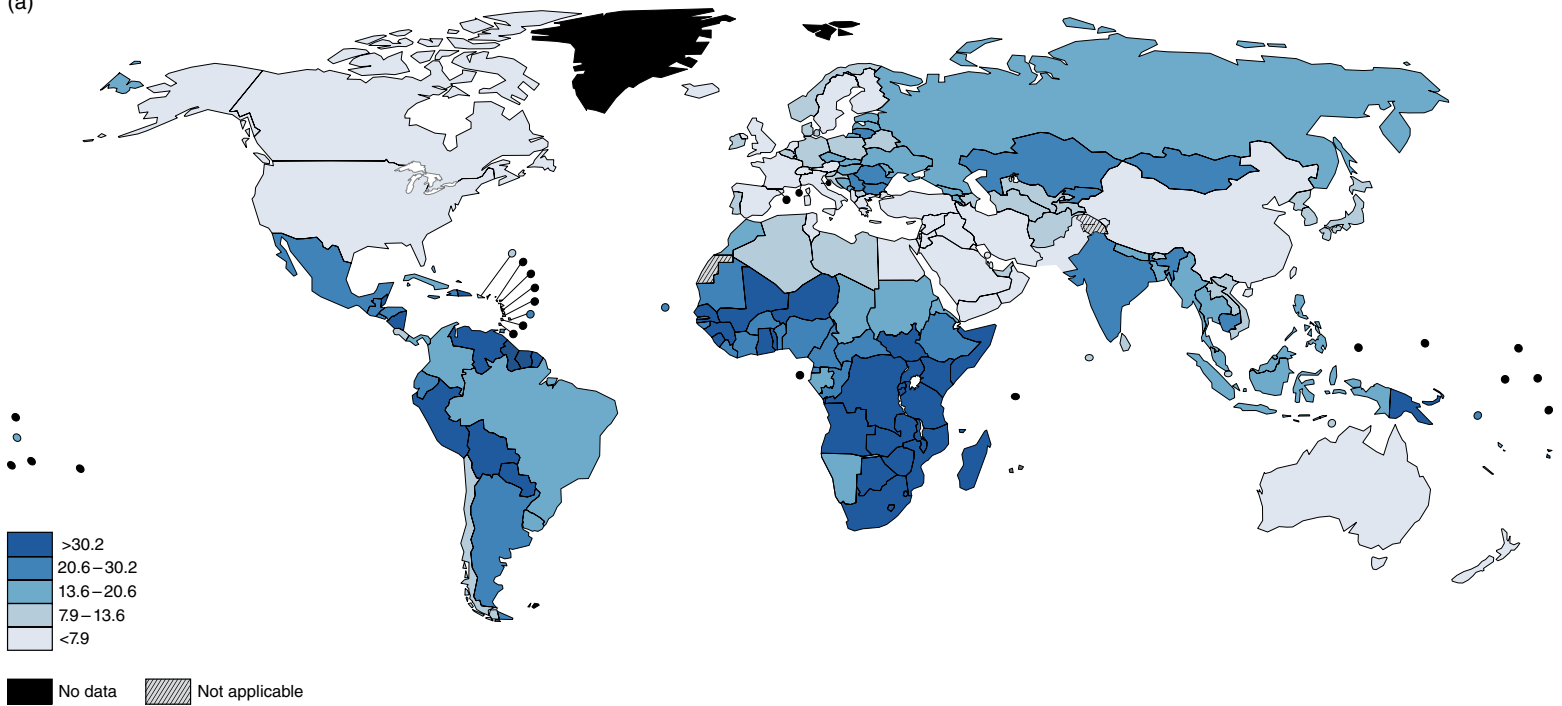 (a)
>30.2
20.6–30.2
13.6–20.6
7.9–13.6
<7.9
No data
Not applicable